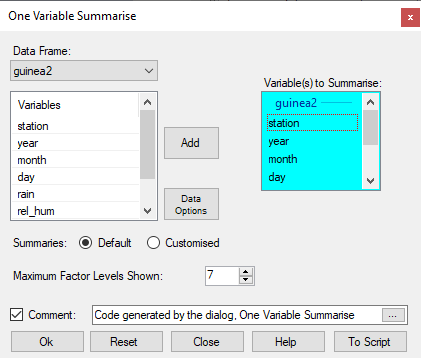 One Variable Summarise
x
Data Frame:
guinea2
Variable(s) to Summarise:
Variables
station
year
month
day
rain
rel_hum
Add
Data
Options
guinea2
station
year
month
day
Summaries:
Default
Customised
Maximum Factor Levels Shown:
7
Comment:
Code generated by the dialog, One Variable Summarise
...
Ok
Reset
Close
Help
To Script